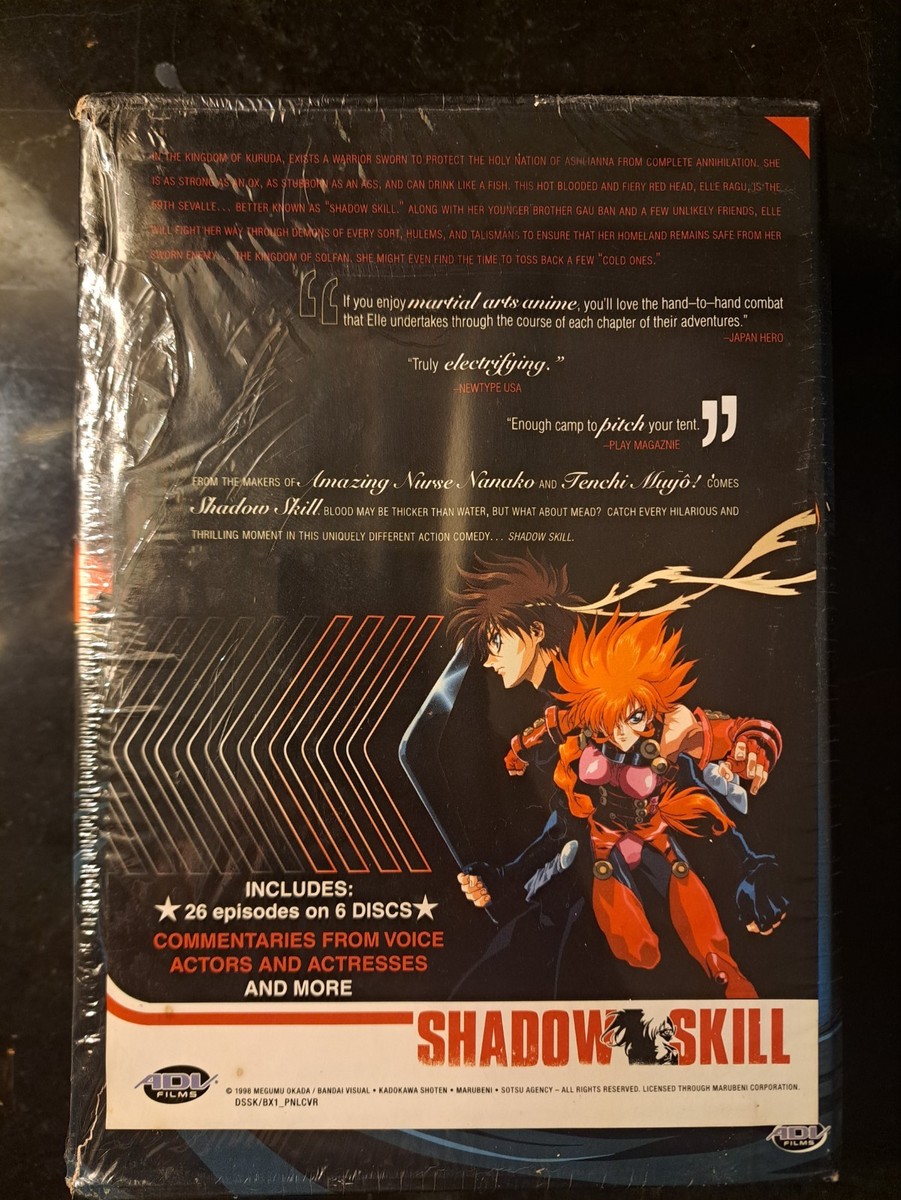 IN THE KINGDOM OF KURUDA, EXISTS A WARRIOR SWORN TO PROTECT THE HOLY NATION OF ASHLIANNA FROM COMPLETE ANNIHILATION. SHE
IS AS STRONG AS AN OX, AS STUBBORN AS AN ASS, AND CAN DRINK LIKE A FISH. THIS HOT BLOODED AND FIERY RED HEAD, ELLE RAGU, IS THE
59TH SEVALLE... BETTER KNOWN AS "SHADOW SKILL." ALONG WITH HER YOUNGER BROTHER GAU BAN AND A FEW UNLIKELY FRIENDS, ELLE
WILL FIGHT HER WAY THROUGH DEMONS OF EVERY SORT, HULEMS, AND TALISMANS TO ENSURE THAT HER HOMELAND REMAINS SAFE FROM HER
SWORN ENEMY... THE KINGDOM OF SOLFAN. SHE MIGHT EVEN FIND THE TIME TO TOSS BACK A FEW "COLD ONES."
“If you enjoy martial arts anime, you'll love the hand-to-hand combat
that Elle undertakes through the course of each chapter of their adventures."
–JAPAN HERO
"Truly electrifying."
–NEWTYPE USA
"Enough camp to pitch your tent.”
–PLAY MAGAZNIE
FROM THE MAKERS OF Amazing Nurse Nanako AND Tenchi Muyô! COMES
Shadow Skill. BLOOD MAY BE THICKER THAN WATER, BUT WHAT ABOUT MEAD? CATCH EVERY HILARIOUS AND
THRILLING MOMENT IN THIS UNIQUELY DIFFERENT ACTION COMEDY... SHADOW SKILL.
INCLUDES:
★ 26 episodes on 6 DISCS ★
COMMENTARIES FROM VOICE
ACTORS AND ACTRESSES
AND MORE
SHADOW SKILL
ADV FILMS
© 1998 MEGUMU OKADA / BANDAI VISUAL • KADOKAWA SHOTEN • MARUBENI • SOTSU AGENCY – ALL RIGHTS RESERVED. LICENSED THROUGH MARUBENI CORPORATION.
DSSK/BX1_PNLCVR
ADV FILMS